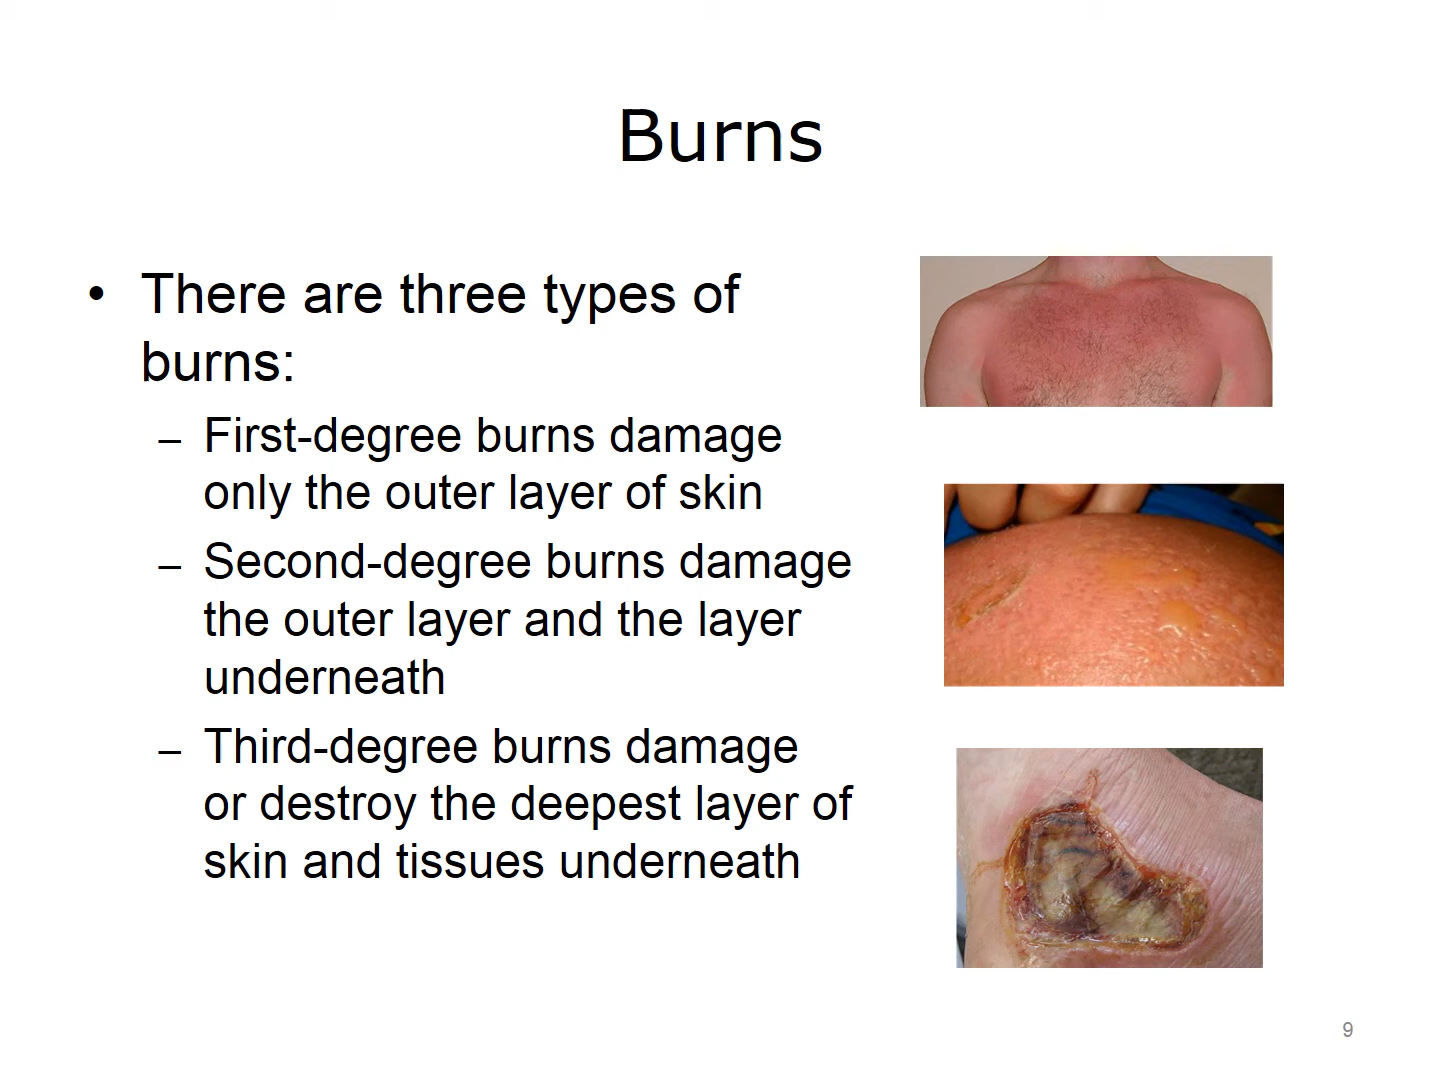 Burns
• There are three types of
burns:
– First-degree burns damage
only the outer layer of skin
– Second-degree burns damage
the outer layer and the layer
underneath
– Third-degree burns damage
or destroy the deepest layer of
skin and tissues underneath
9